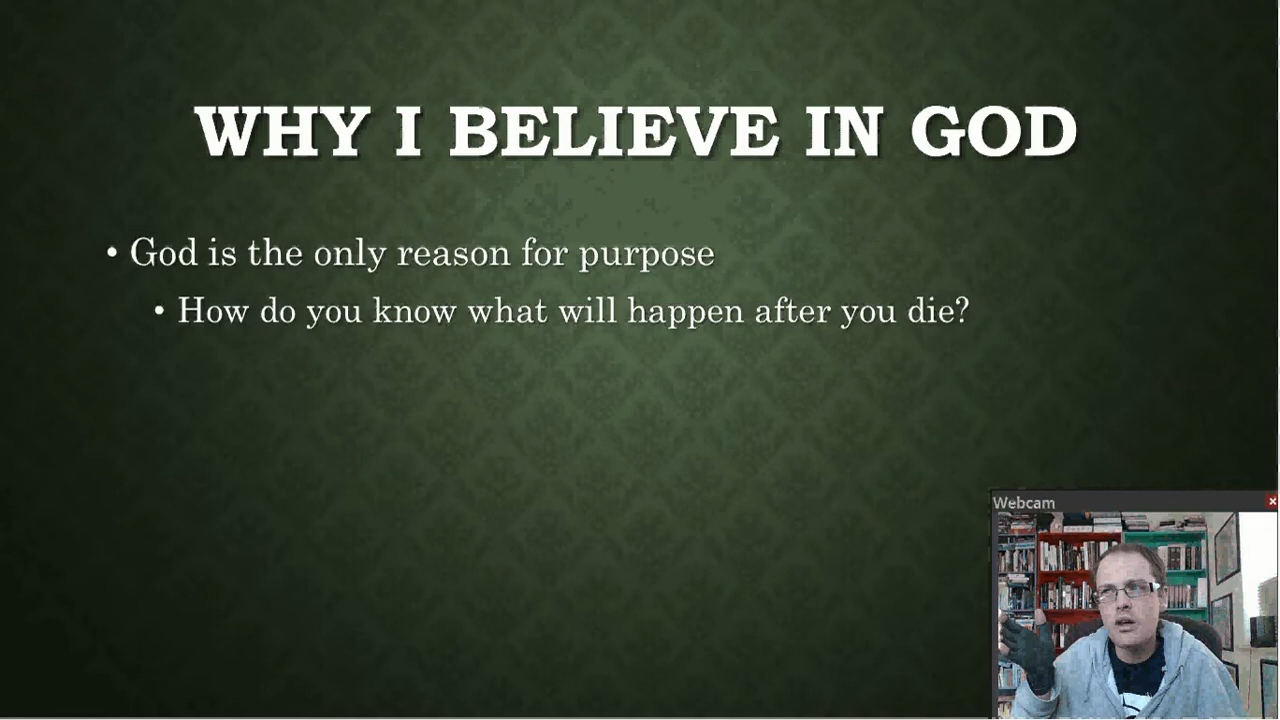 WHY I BELIEVE IN GOD
• God is the only reason for purpose
• How do you know what will happen after you die?
Webcam